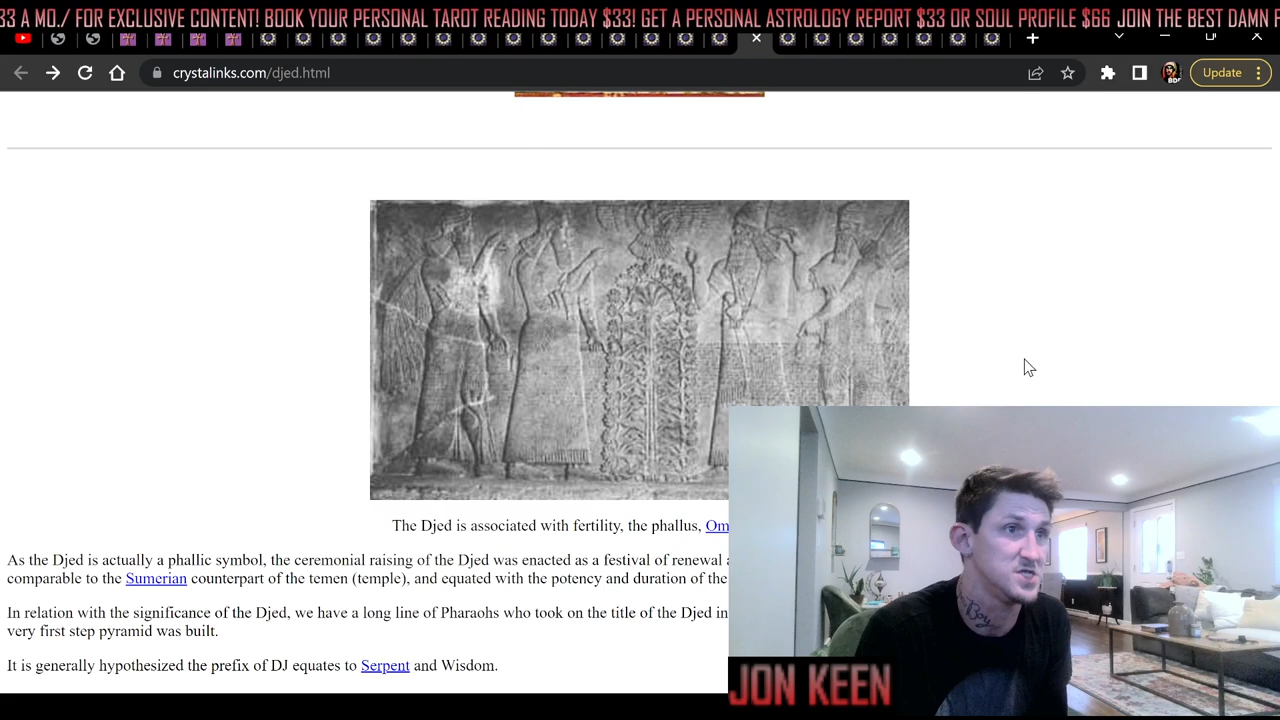 33 A MO./ FOR EXCLUSIVE CONTENT! BOOK YOUR PERSONAL TAROT READING TODAY $33! GET A PERSONAL ASTROLOGY REPORT $33 OR SOUL PROFILE $66 JOIN THE BEST DAMN
crystalinks.com/djed.html
Update
The Djed is associated with fertility, the phallus, Om
As the Djed is actually a phallic symbol, the ceremonial raising of the Djed was enacted as a festival of renewal
comparable to the Sumerian counterpart of the temen (temple), and equated with the potency and duration of the
In relation with the significance of the Djed, we have a long line of Pharaohs who took on the title of the Djed in
very first step pyramid was built.
It is generally hypothesized the prefix of DJ equates to Serpent and Wisdom.
Boy
JON KEEN